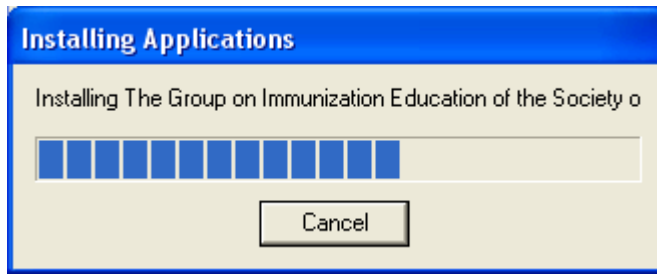 Installing Applications
Installing The Group on Immunization Education of the Society o
Cancel